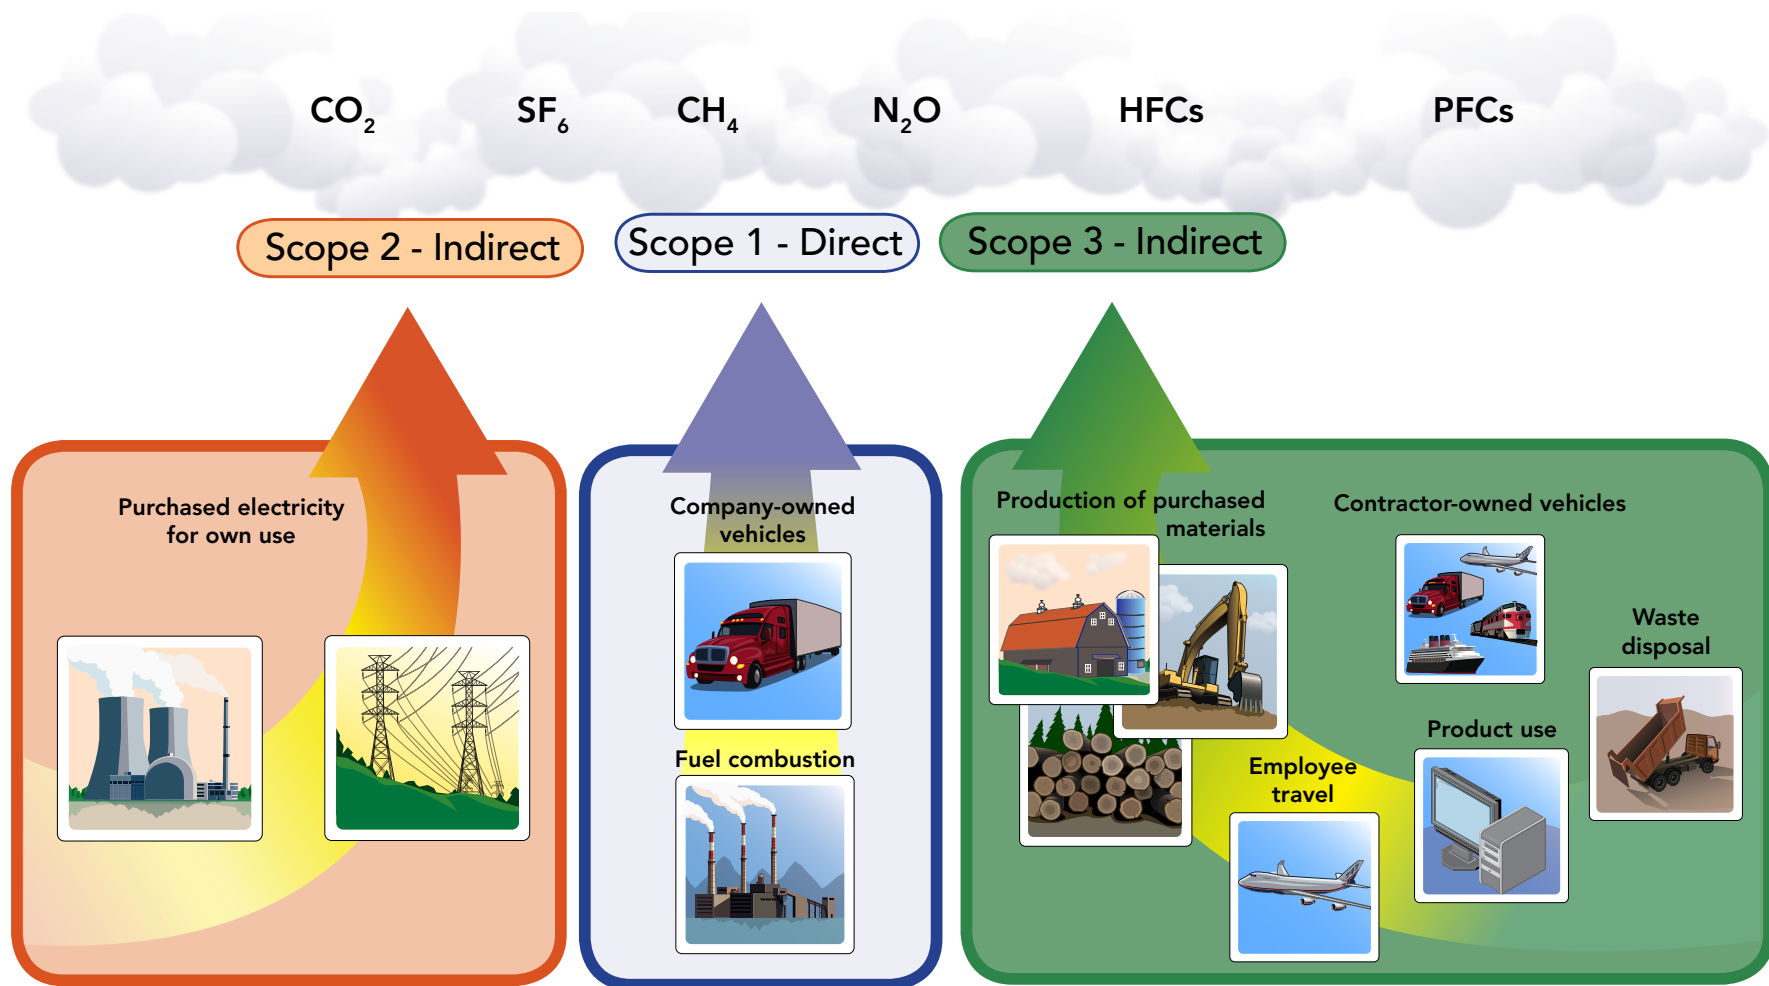 CO₂ SF₆ CH₄ N₂O HFCs PFCs
Scope 2 - Indirect
Scope 1 - Direct
Scope 3 - Indirect
Purchased electricity
for own use
Company-owned
vehicles
Fuel combustion
Production of purchased
materials
Contractor-owned vehicles
Waste
disposal
Product use
Employee
travel